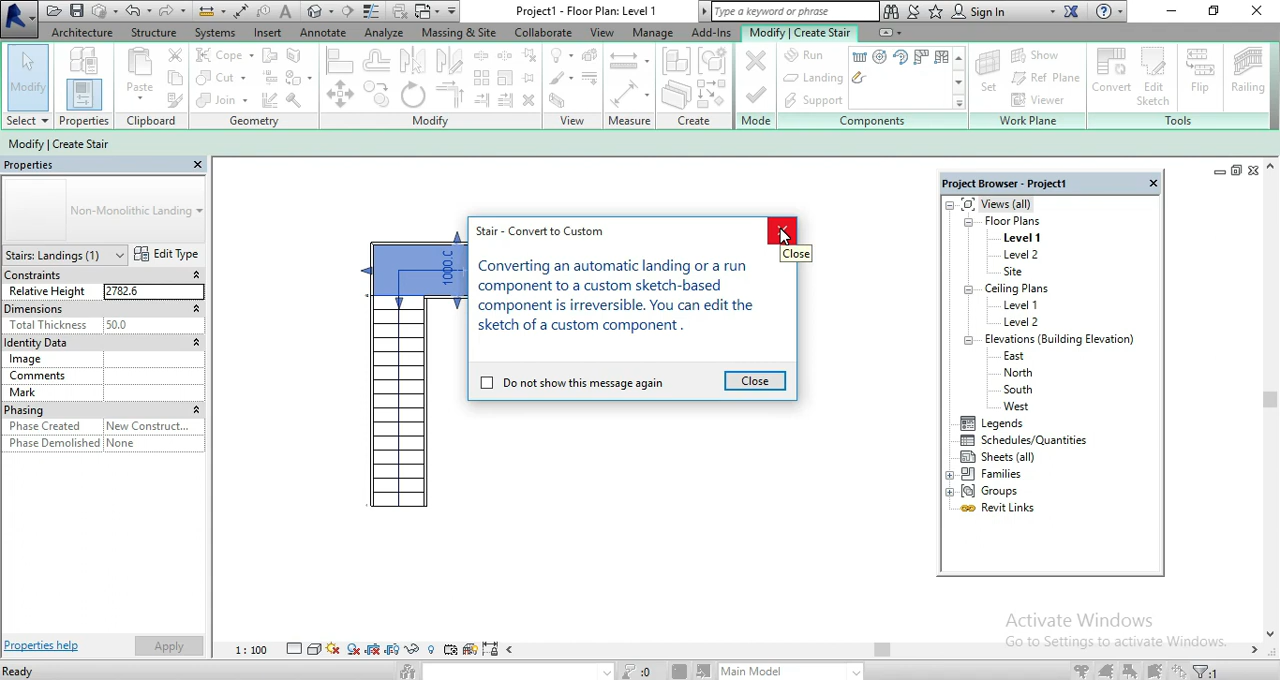 Project1 - Floor Plan: Level 1
Type a keyword or phrase
Sign In
Architecture Structure Systems Insert Annotate Analyze Massing & Site Collaborate View Manage Add-Ins Modify | Create Stair
Modify
Paste
Cope
Cut
Join
Run
Landing
Support
Set
Show
Ref Plane
Viewer
Convert
Edit
Sketch
Flip
Railing
Select Properties Clipboard Geometry Modify View Measure Create Mode Components Work Plane Tools
Modify | Create Stair
Properties
Non-Monolithic Landing
Stairs: Landings (1)
Edit Type
Constraints
Relative Height 2782.6
Dimensions
Total Thickness 50.0
Identity Data
Image
Comments
Mark
Phasing
Phase Created New Construct...
Phase Demolished None
Properties help
Apply
Stair - Convert to Custom
Close
Converting an automatic landing or a run
component to a custom sketch-based
component is irreversible. You can edit the
sketch of a custom component .
Do not show this message again
Close
Project Browser - Project1
Views (all)
Floor Plans
Level 1
Level 2
Site
Ceiling Plans
Level 1
Level 2
Elevations (Building Elevation)
East
North
South
West
Legends
Schedules/Quantities
Sheets (all)
Families
Groups
Revit Links
Activate Windows
Go to Settings to activate Windows.
1 : 100
Ready
:0
Main Model
:1